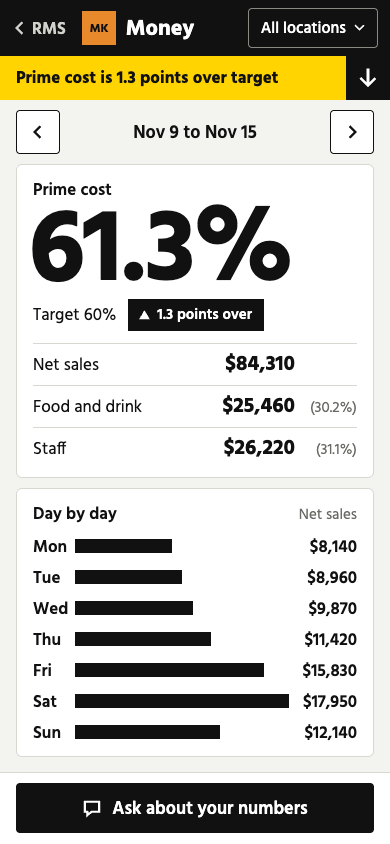 RMS MK Money All locations
Prime cost is 1.3 points over target
Nov 9 to Nov 15
Prime cost
61.3%
Target 60% ▲ 1.3 points over
Net sales $84,310
Food and drink $25,460 (30.2%)
Staff $26,220 (31.1%)
Day by day Net sales
Mon $8,140
Tue $8,960
Wed $9,870
Thu $11,420
Fri $15,830
Sat $17,950
Sun $12,140
Ask about your numbers